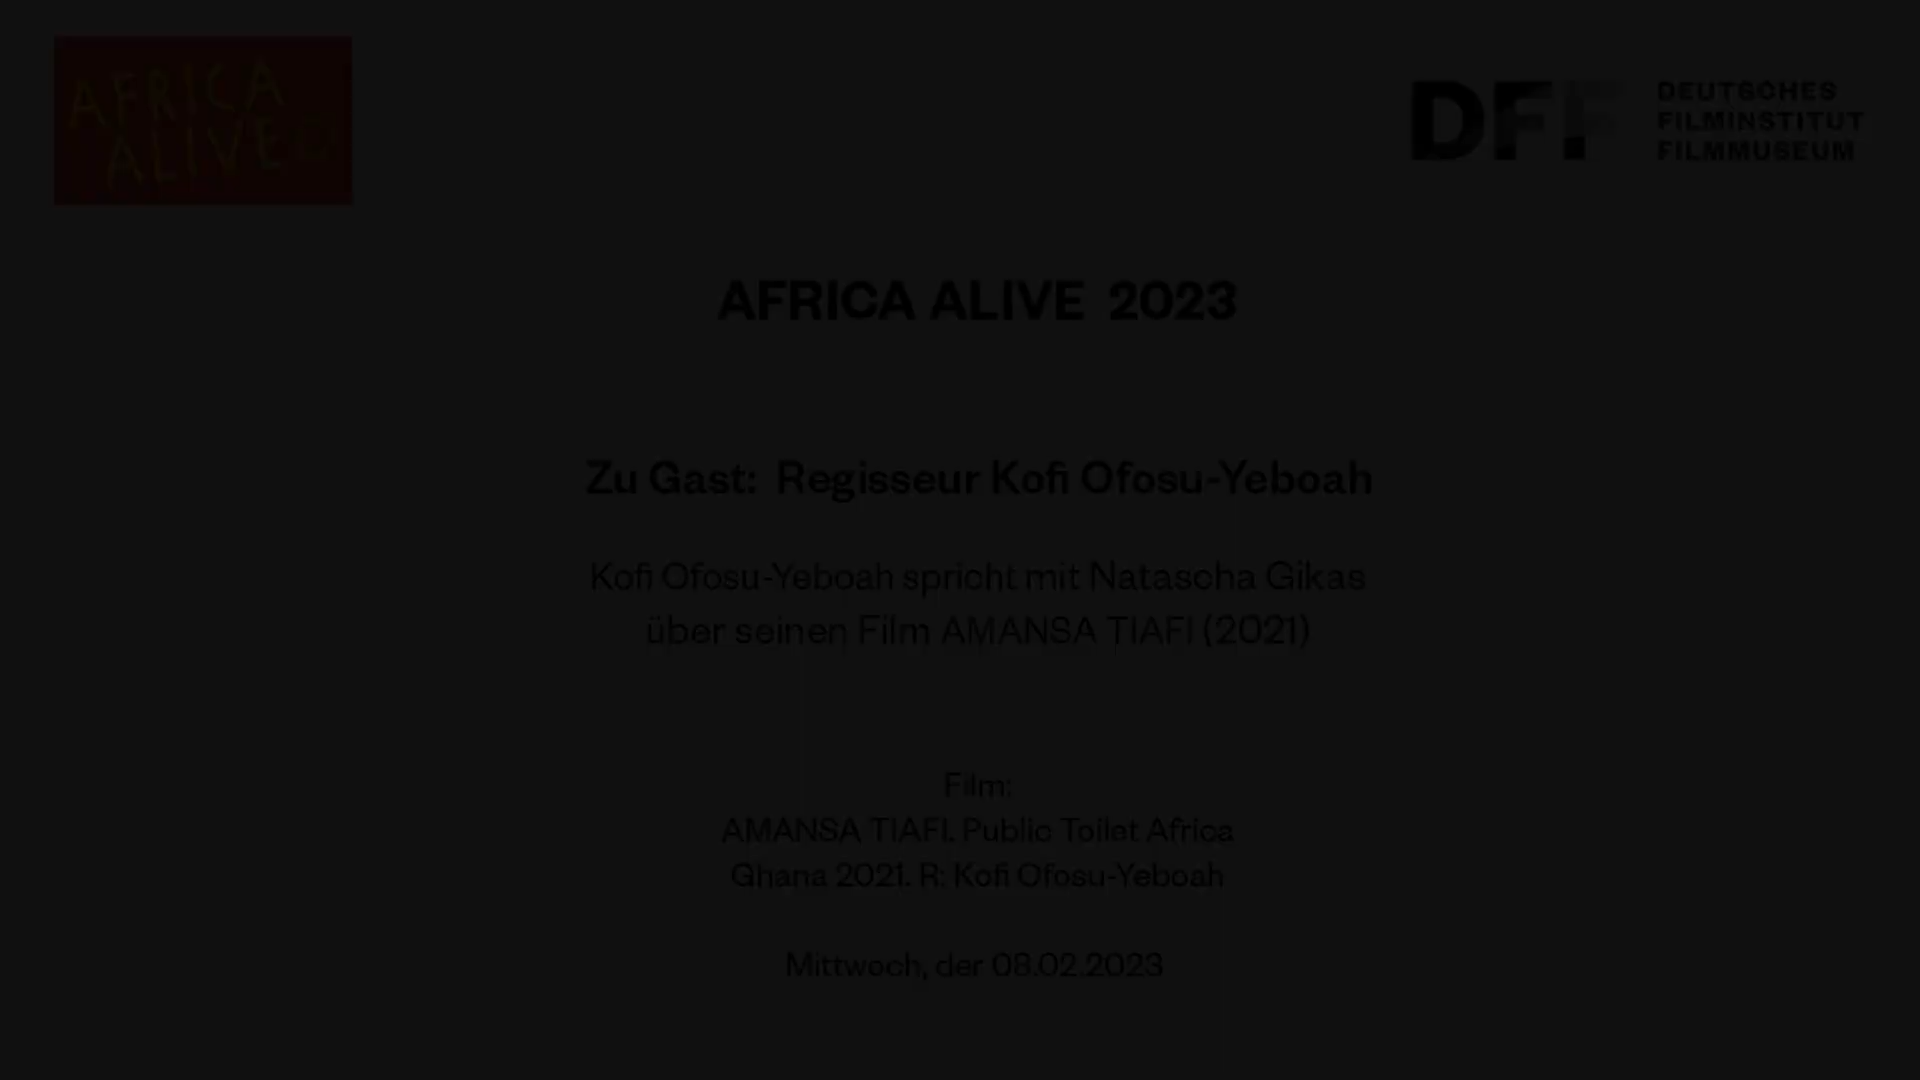 AFRICA
ALIVE
DFF
DEUTSCHES
FILMINSTITUT
FILMMUSEUM
AFRICA ALIVE 2023
Zu Gast: Regisseur Kofi Ofosu-Yeboah
Kofi Ofosu-Yeboah spricht mit Natascha Gikas
über seinen Film AMANSA TIAFI (2021)
Film:
AMANSA TIAFI. Public Toilet Africa
Ghana 2021. R: Kofi Ofosu-Yeboah
Mittwoch, der 08.02.2023